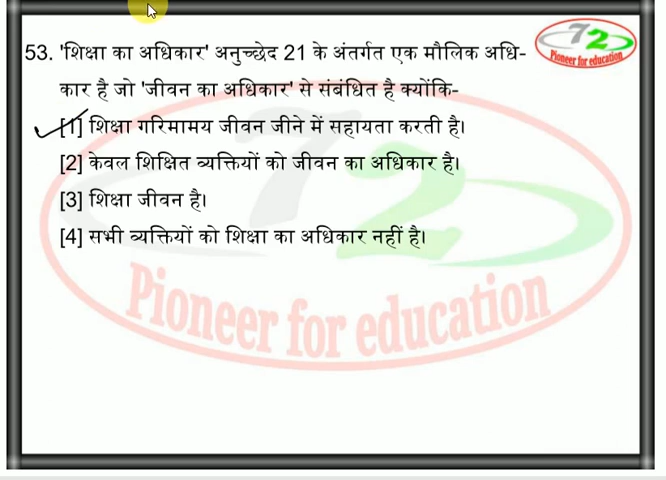 53. 'शिक्षा का अधिकार' अनुच्छेद 21 के अंतर्गत एक मौलिक अधि-
कार है जो 'जीवन का अधिकार' से संबंधित है क्योंकि-
[1] शिक्षा गरिमामय जीवन जीने में सहायता करती है।
[2] केवल शिक्षित व्यक्तियों को जीवन का अधिकार है।
[3] शिक्षा जीवन है।
[4] सभी व्यक्तियों को शिक्षा का अधिकार नहीं है।
72
Pioneer for education
72
Pioneer for education